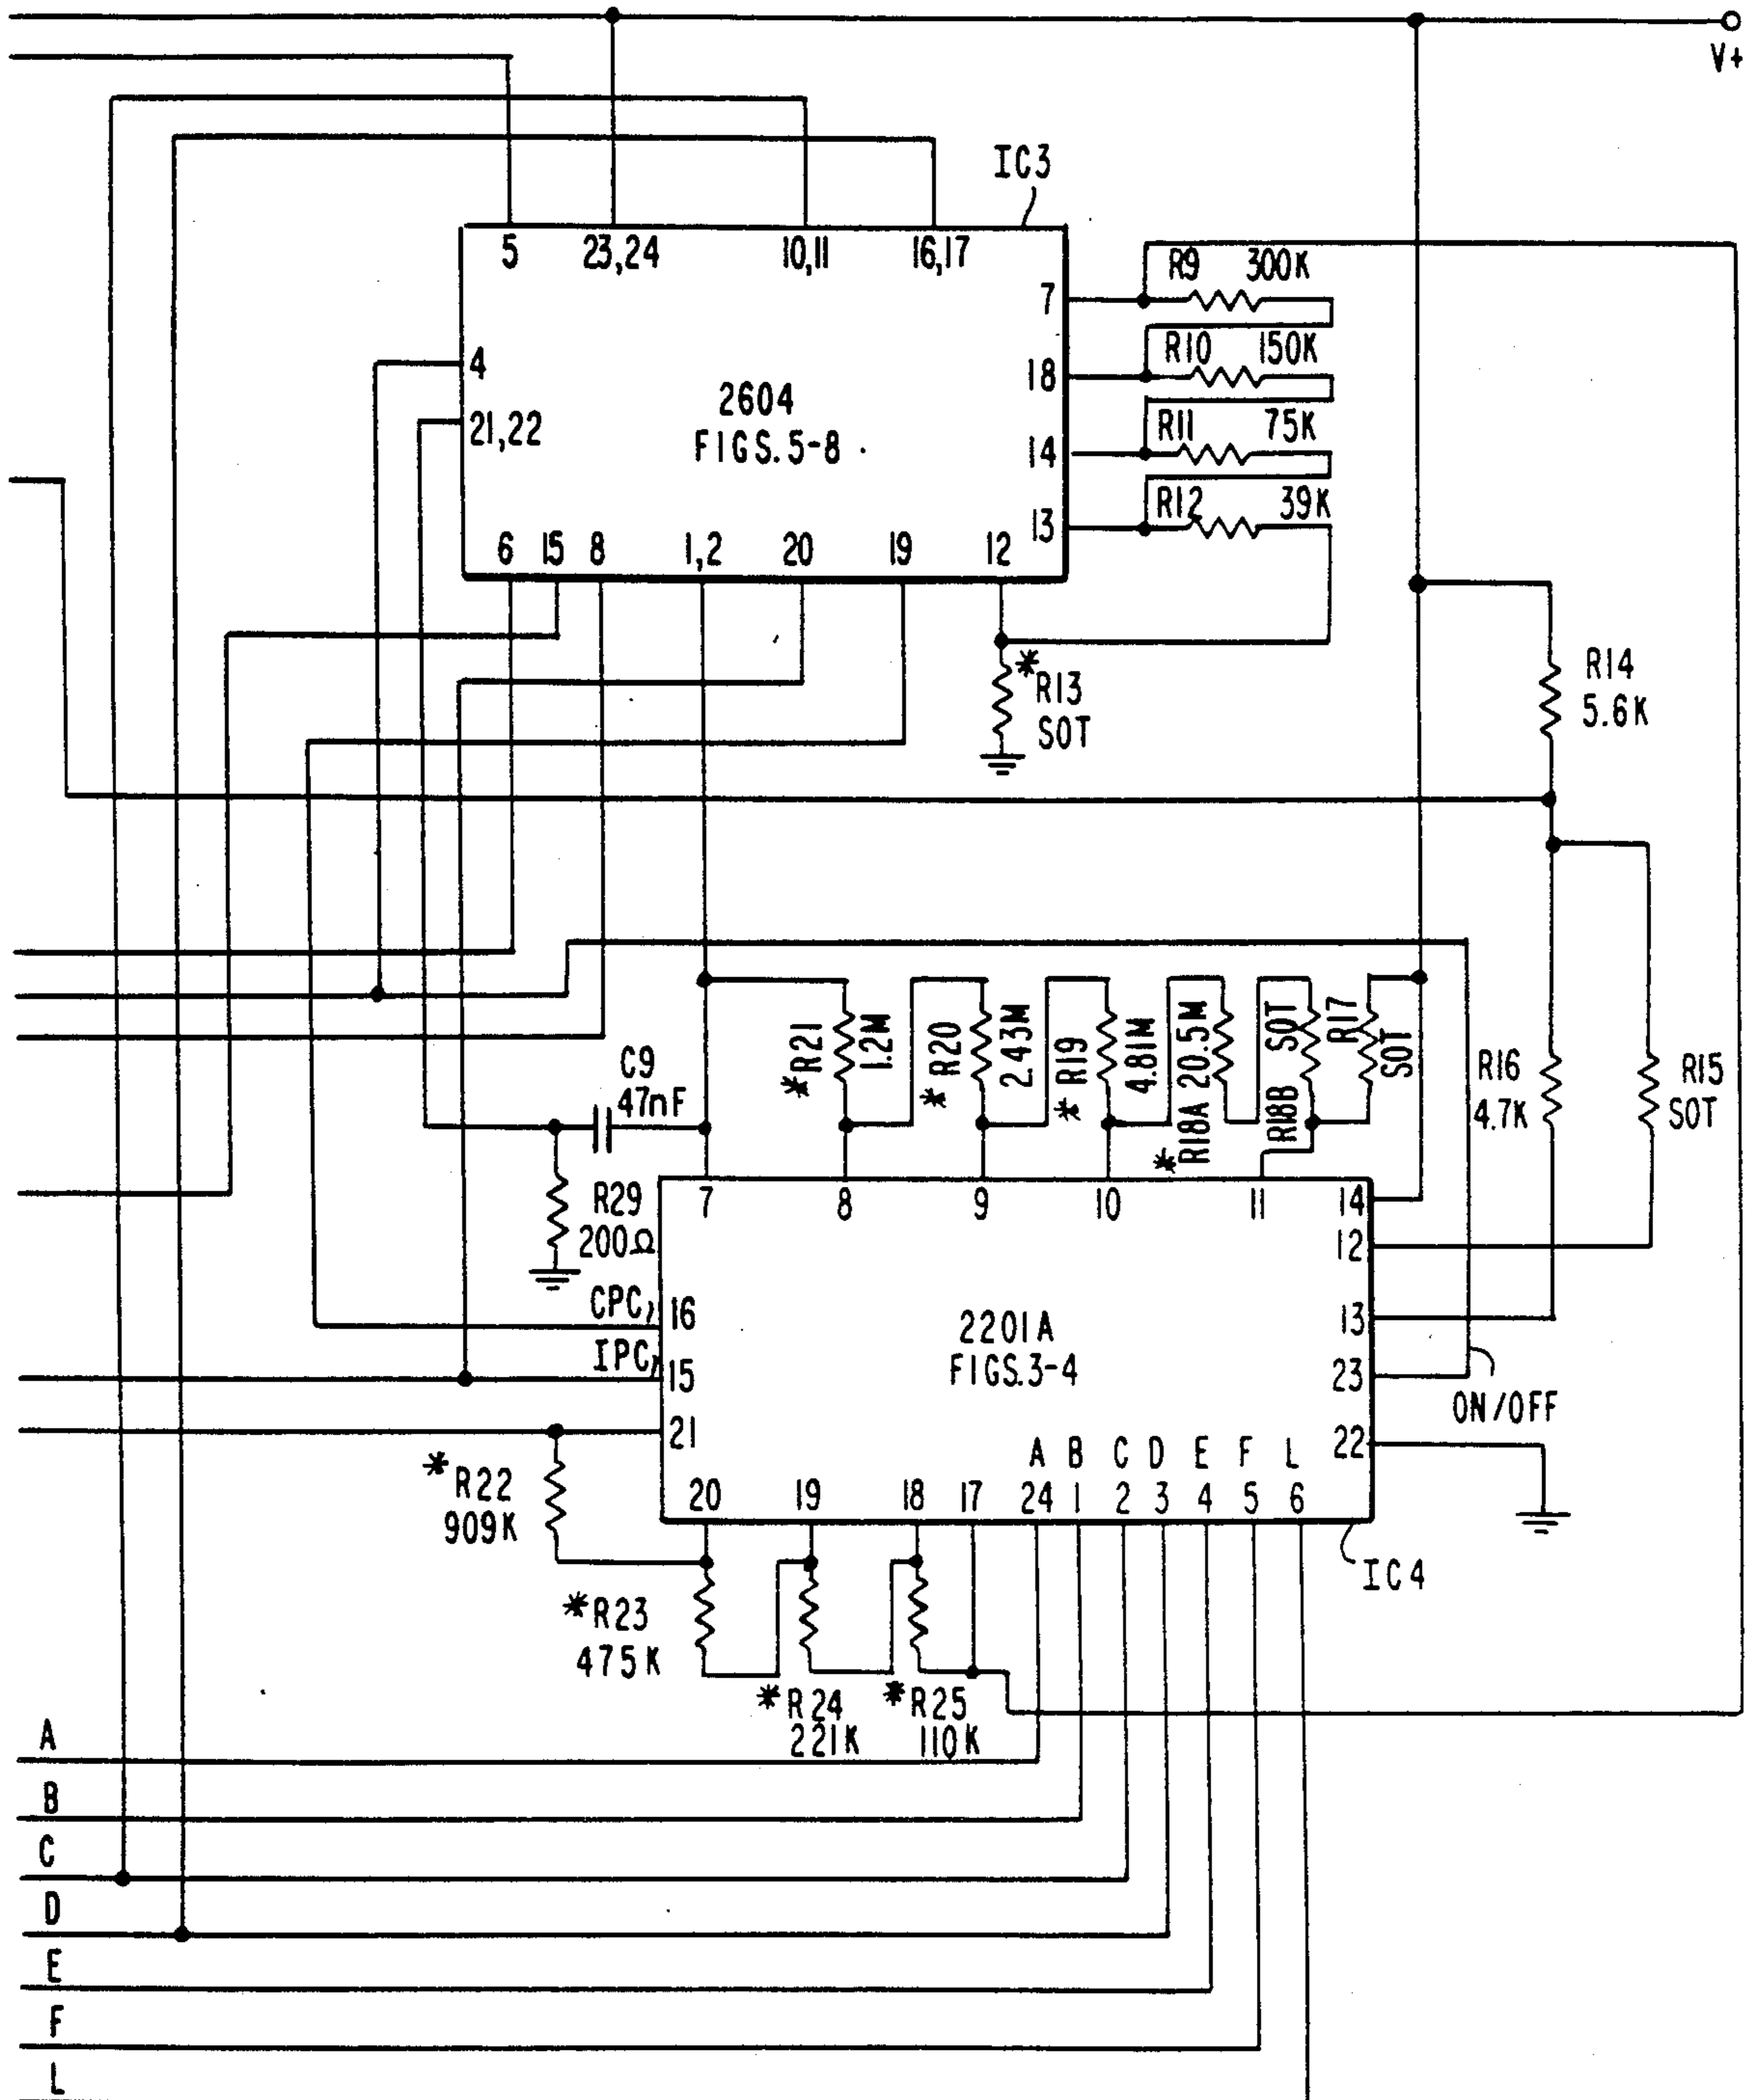 V+
IC3
5 23,24 10,11 16,17
7
R9 300K
4
18
R10 150K
21,22
2604
FIGS. 5-8
14
R11 75K
13
R12 39K
6 15 8 1,2 20 19 12
*R13
SOT
R14
5.6K
C9
47nF
*R21
1.2M
*R20
2.43M
*R19
4.81M
*R18A 20.5M
R18B SOT
R17
SOT
R16
4.7K
R15
SOT
R29
200Ω
7 8 9 10 11 14
12
CPC, 16
13
IPC, 15
2201A
FIGS.3-4
23
ON/OFF
21
22
A B C D E F L
20 19 18 17 24 1 2 3 4 5 6
*R22
909K
IC4
*R23
475K
*R24
221K
*R25
110K
A
B
C
D
E
F
L